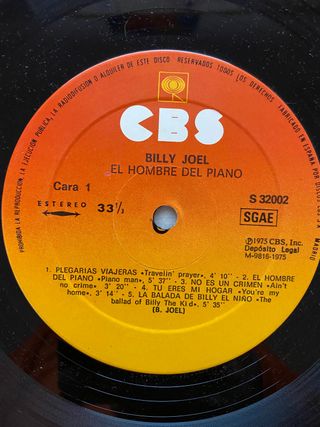 PROHIBIDA LA REPRODUCCION, LA EJECUCION PUBLICA, LA RADIODIFUSION O ALQUILER DE ESTE DISCO. RESERVADOS TODOS LOS DERECHOS FABRICADO EN ESPAÑA POR
CBS
BILLY JOEL
EL HOMBRE DEL PIANO
Cara 1
S 32002
ESTEREO
33⅓
SGAE
Ⓟ1975 CBS, Inc.
Depósito Legal
M-9816-1975
1. PLEGARIAS VIAJERAS «Travelin' prayer», 4' 10" · 2. EL HOMBRE
DEL PIANO «Piano man», 5' 37" · 3. NO ES UN CRIMEN «Ain't
no crime» 3' 20" · 4. TU ERES MI HOGAR «You're my
home» 3' 14" · 5. LA BALADA DE BILLY EL NIÑO «The
ballad of Billy The Kid», 5' 35"
(B. JOEL)